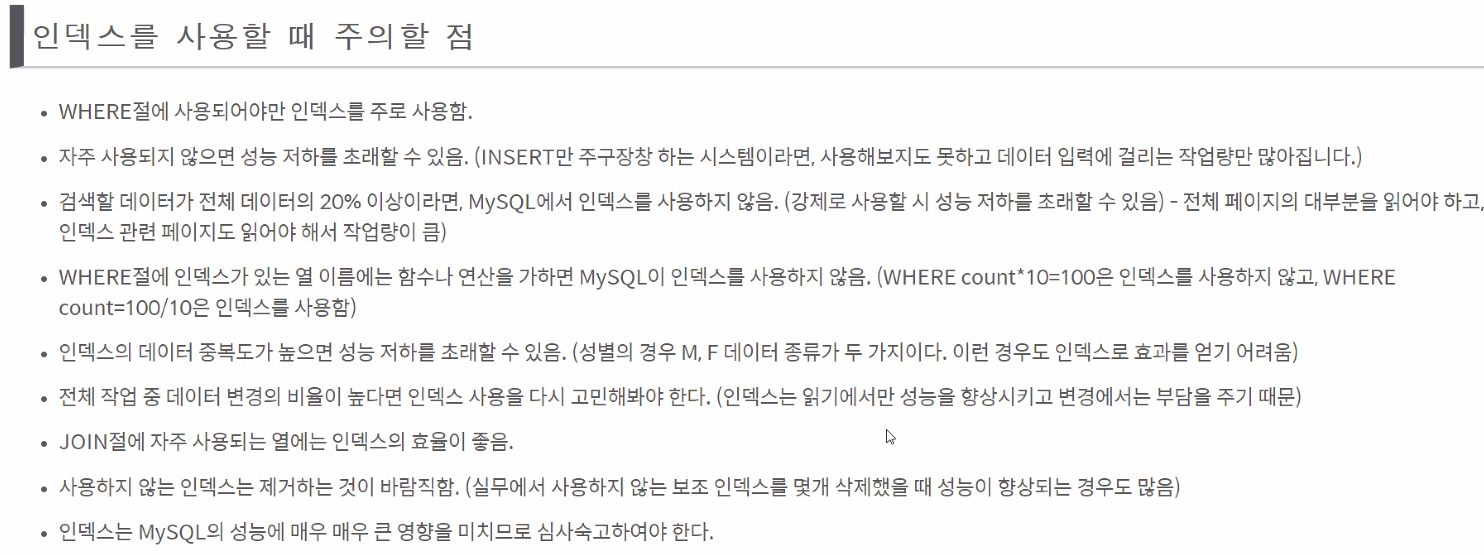 인덱스를 사용할 때 주의할 점
• WHERE절에 사용되어야만 인덱스를 주로 사용함.
• 자주 사용되지 않으면 성능 저하를 초래할 수 있음. (INSERT만 주구장창 하는 시스템이라면, 사용해보지도 못하고 데이터 입력에 걸리는 작업량만 많아집니다.)
• 검색할 데이터가 전체 데이터의 20% 이상이라면, MySQL에서 인덱스를 사용하지 않음. (강제로 사용할 시 성능 저하를 초래할 수 있음) - 전체 페이지의 대부분을 읽어야 하고,
인덱스 관련 페이지도 읽어야 해서 작업량이 큼)
• WHERE절에 인덱스가 있는 열 이름에는 함수나 연산을 가하면 MySQL이 인덱스를 사용하지 않음. (WHERE count*10=100은 인덱스를 사용하지 않고, WHERE
count=100/10은 인덱스를 사용함)
• 인덱스의 데이터 중복도가 높으면 성능 저하를 초래할 수 있음. (성별의 경우 M, F 데이터 종류가 두 가지이다. 이런 경우도 인덱스로 효과를 얻기 어려움)
• 전체 작업 중 데이터 변경의 비율이 높다면 인덱스 사용을 다시 고민해봐야 한다. (인덱스는 읽기에서만 성능을 향상시키고 변경에서는 부담을 주기 때문)
• JOIN절에 자주 사용되는 열에는 인덱스의 효율이 좋음.
• 사용하지 않는 인덱스는 제거하는 것이 바람직함. (실무에서 사용하지 않는 보조 인덱스를 몇개 삭제했을 때 성능이 향상되는 경우도 많음)
• 인덱스는 MySQL의 성능에 매우 매우 큰 영향을 미치므로 심사숙고하여야 한다.